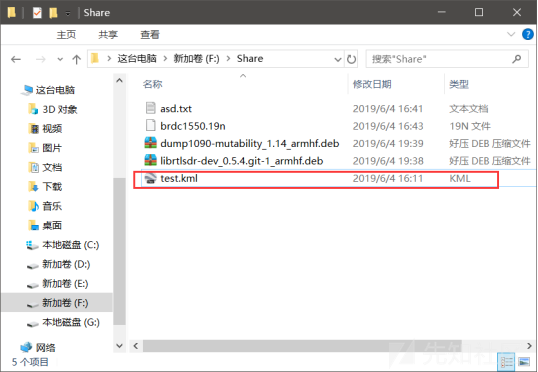 Share
主页 共享 查看
这台电脑 新加卷 (F:) Share
搜索"Share"
名称 修改日期 类型
asd.txt 2019/6/4 16:41 文本文档
brdc1550.19n 2019/6/4 16:43 19N 文件
dump1090-mutability_1.14_armhf.deb 2019/6/4 19:39 好压 DEB 压缩文件
librtlsdr-dev_0.5.4.git-1_armhf.deb 2019/6/4 19:38 好压 DEB 压缩文件
test.kml 2019/6/4 16:11 KML
这台电脑
3D 对象
视频
图片
文档
下载
音乐
桌面
本地磁盘 (C:)
新加卷 (D:)
新加卷 (E:)
新加卷 (F:)
本地磁盘 (G:)
网络
5 个项目